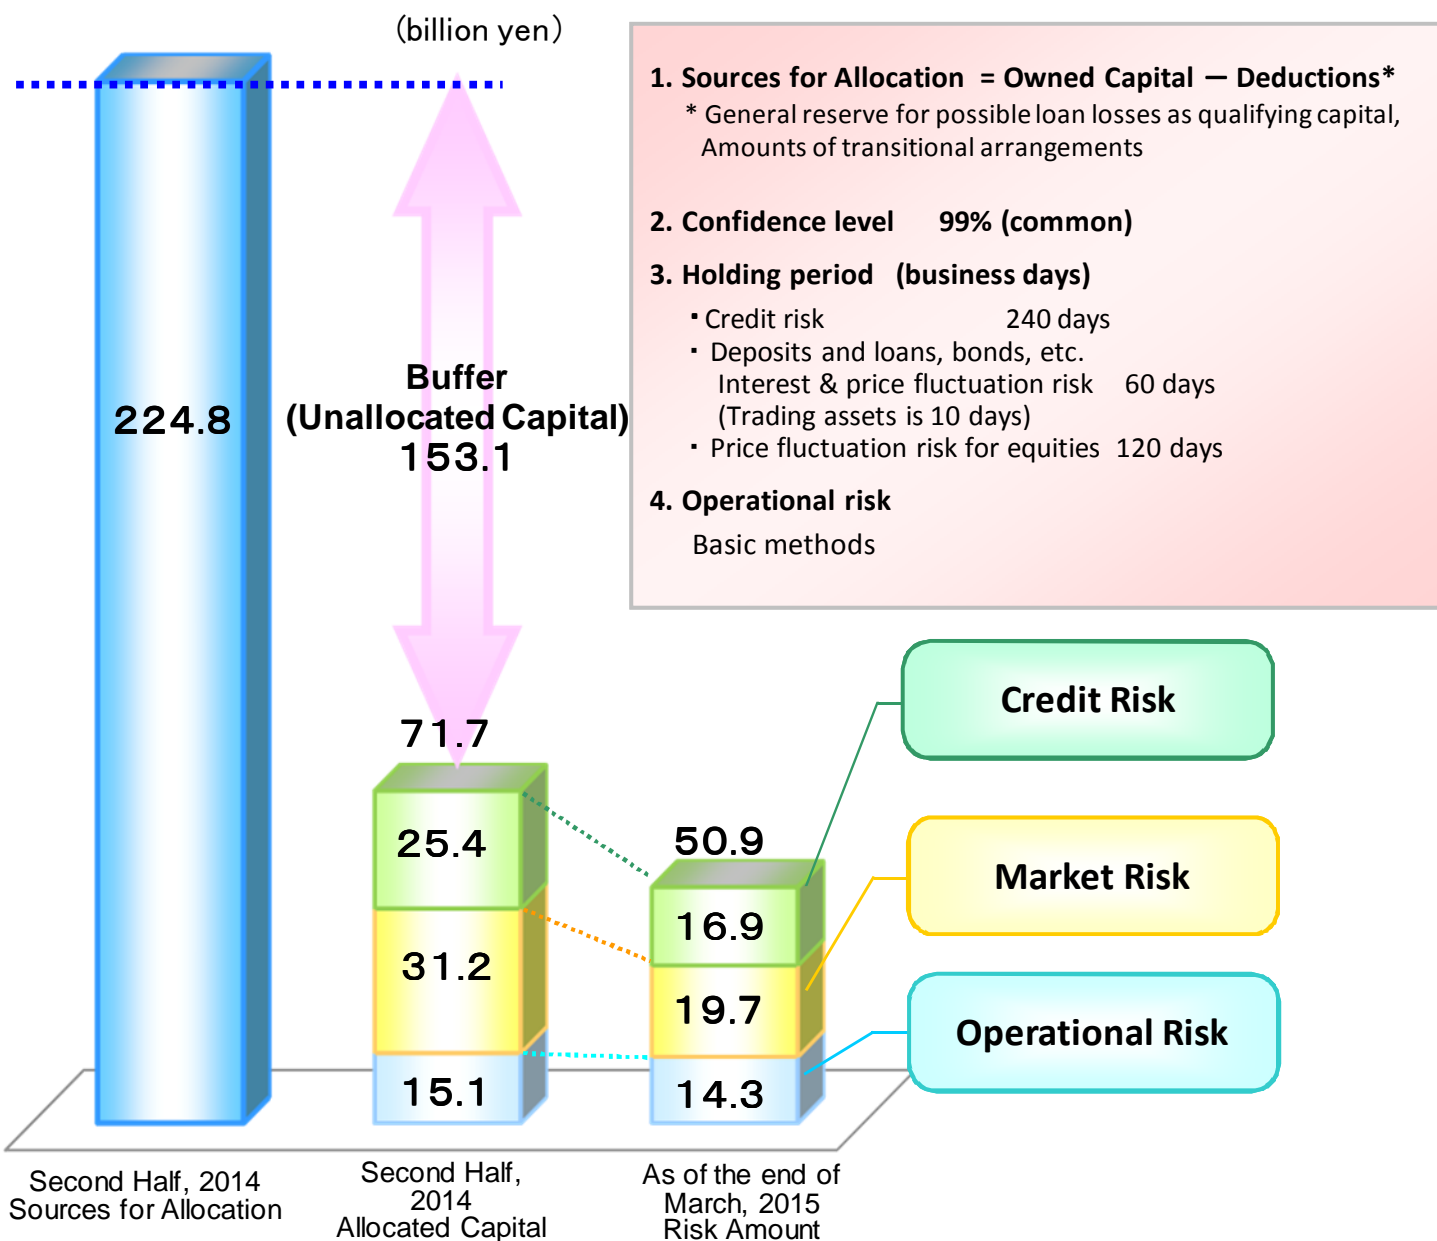 (billion yen)
1. Sources for Allocation = Owned Capital — Deductions*
* General reserve for possible loan losses as qualifying capital,
Amounts of transitional arrangements
2. Confidence level 99% (common)
3. Holding period (business days)
・Credit risk 240 days
・ Deposits and loans, bonds, etc.
Interest & price fluctuation risk 60 days
(Trading assets is 10 days)
・ Price fluctuation risk for equities 120 days
4. Operational risk
Basic methods
224.8
Buffer
(Unallocated Capital)
153.1
71.7
25.4
31.2
15.1
50.9
16.9
19.7
14.3
Credit Risk
Market Risk
Operational Risk
Second Half, 2014
Sources for Allocation
Second Half,
2014
Allocated Capital
As of the end of
March, 2015
Risk Amount